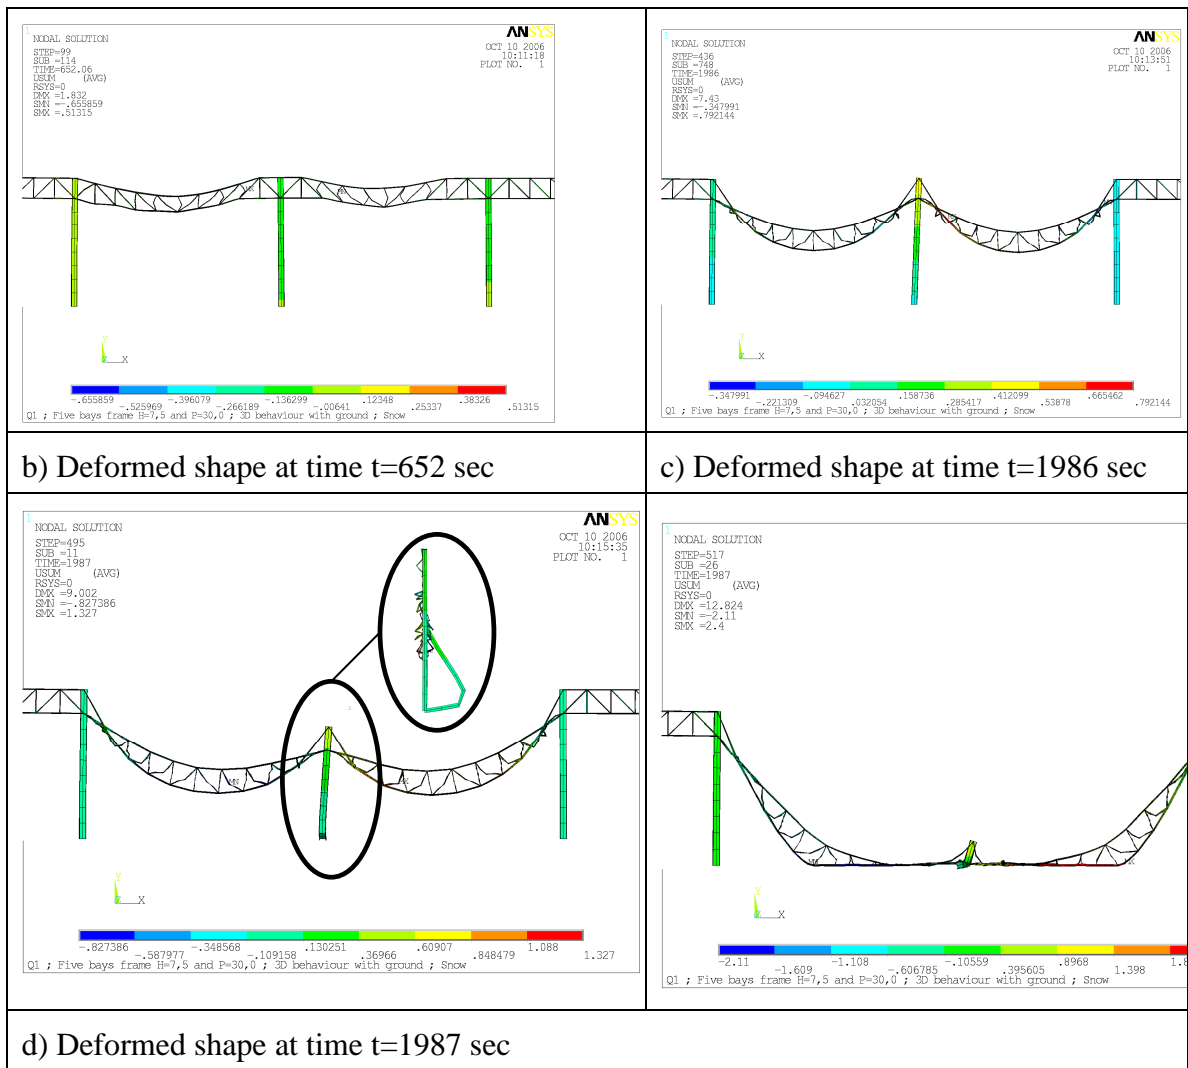 1
ANSYS
NODAL SOLUTION
STEP=99
SUB =114
TIME=652.06
USUM (AVG)
RSYS=0
DMX =1.832
SMN =-.655859
SMX =.51315
OCT 10 2006
10:11:18
PLOT NO. 1
MX
MN
Y
Z X
-.655859 -.396079 -.136299 .12348 .38326
-.525969 -.266189 -.00641 .25337 .51315
Q1 ; Five bays frame H=7,5 and P=30,0 ; 3D behaviour with ground ; Snow
1
ANSYS
NODAL SOLUTION
STEP=436
SUB =748
TIME=1986
USUM (AVG)
RSYS=0
DMX =7.43
SMN =-.347991
SMX =.792144
OCT 10 2006
10:13:51
PLOT NO. 1
Y
Z X
-.347991 -.094627 .158736 .412099 .665462
-.221309 .032054 .285417 .53878 .792144
Q1 ; Five bays frame H=7,5 and P=30,0 ; 3D behaviour with ground ; Snow
b) Deformed shape at time t=652 sec
c) Deformed shape at time t=1986 sec
1
ANSYS
NODAL SOLUTION
STEP=495
SUB =11
TIME=1987
USUM (AVG)
RSYS=0
DMX =9.002
SMN =-.827386
SMX =1.327
OCT 10 2006
10:15:35
PLOT NO. 1
MN
MX
Y
Z X
-.827386 -.348568 .130251 .60907 1.088
-.587977 -.109158 .36966 .848479 1.327
Q1 ; Five bays frame H=7,5 and P=30,0 ; 3D behaviour with ground ; Snow
1
NODAL SOLUTION
STEP=517
SUB =26
TIME=1987
USUM (AVG)
RSYS=0
DMX =12.824
SMN =-2.11
SMX =2.4
MN
MX
Y
Z X
-2.11 -1.108 -.10559 .8968 1.8
-1.609 -.606785 .395605 1.398
Q1 ; Five bays frame H=7,5 and P=30,0 ; 3D behaviour with ground ; Snow
d) Deformed shape at time t=1987 sec